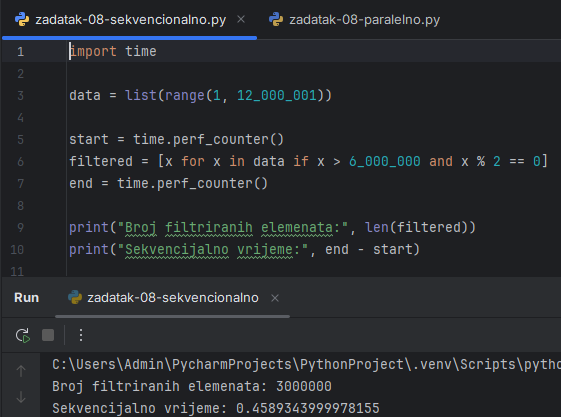 zadatak-08-sekvencionalno.py × zadatak-08-paralelno.py
1 import time
2
3 data = list(range(1, 12_000_001))
4
5 start = time.perf_counter()
6 filtered = [x for x in data if x > 6_000_000 and x % 2 == 0]
7 end = time.perf_counter()
8
9 print("Broj filtriranih elemenata:", len(filtered))
10 print("Sekvencijalno vrijeme:", end - start)
11
Run zadatak-08-sekvencionalno ×
C:\Users\Admin\PycharmProjects\PythonProject\.venv\Scripts\pytho
Broj filtriranih elemenata: 3000000
Sekvencijalno vrijeme: 0.4589343999978155